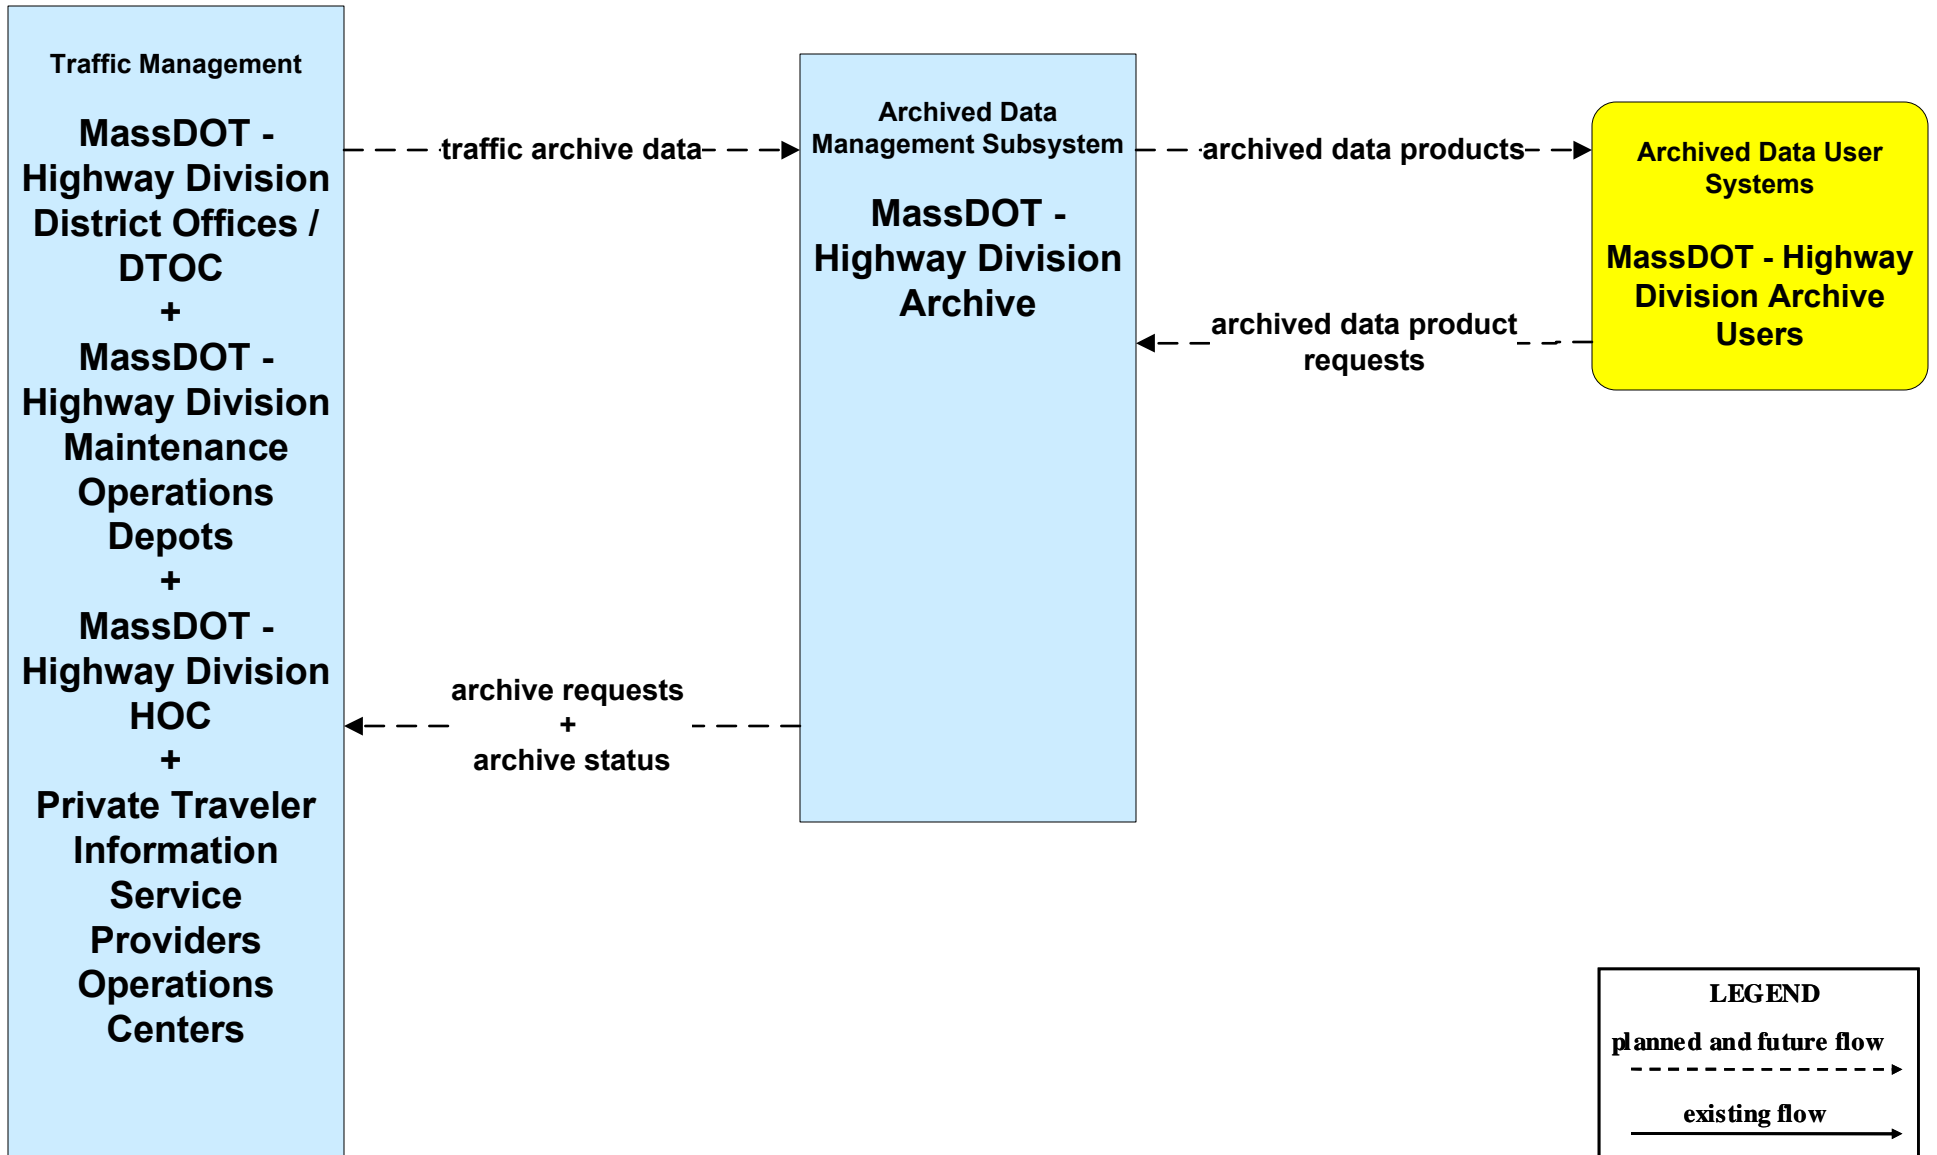 Traffic Management
MassDOT -
Highway Division
District Offices /
DTOC
+
MassDOT -
Highway Division
Maintenance
Operations
Depots
+
MassDOT -
Highway Division
HOC
+
Private Traveler
Information
Service
Providers
Operations
Centers
traffic archive data
archive requests
+
archive status
Archived Data
Management Subsystem
MassDOT -
Highway Division
Archive
archived data products
archived data product
requests
Archived Data User
Systems
MassDOT - Highway
Division Archive
Users
LEGEND
planned and future flow
existing flow